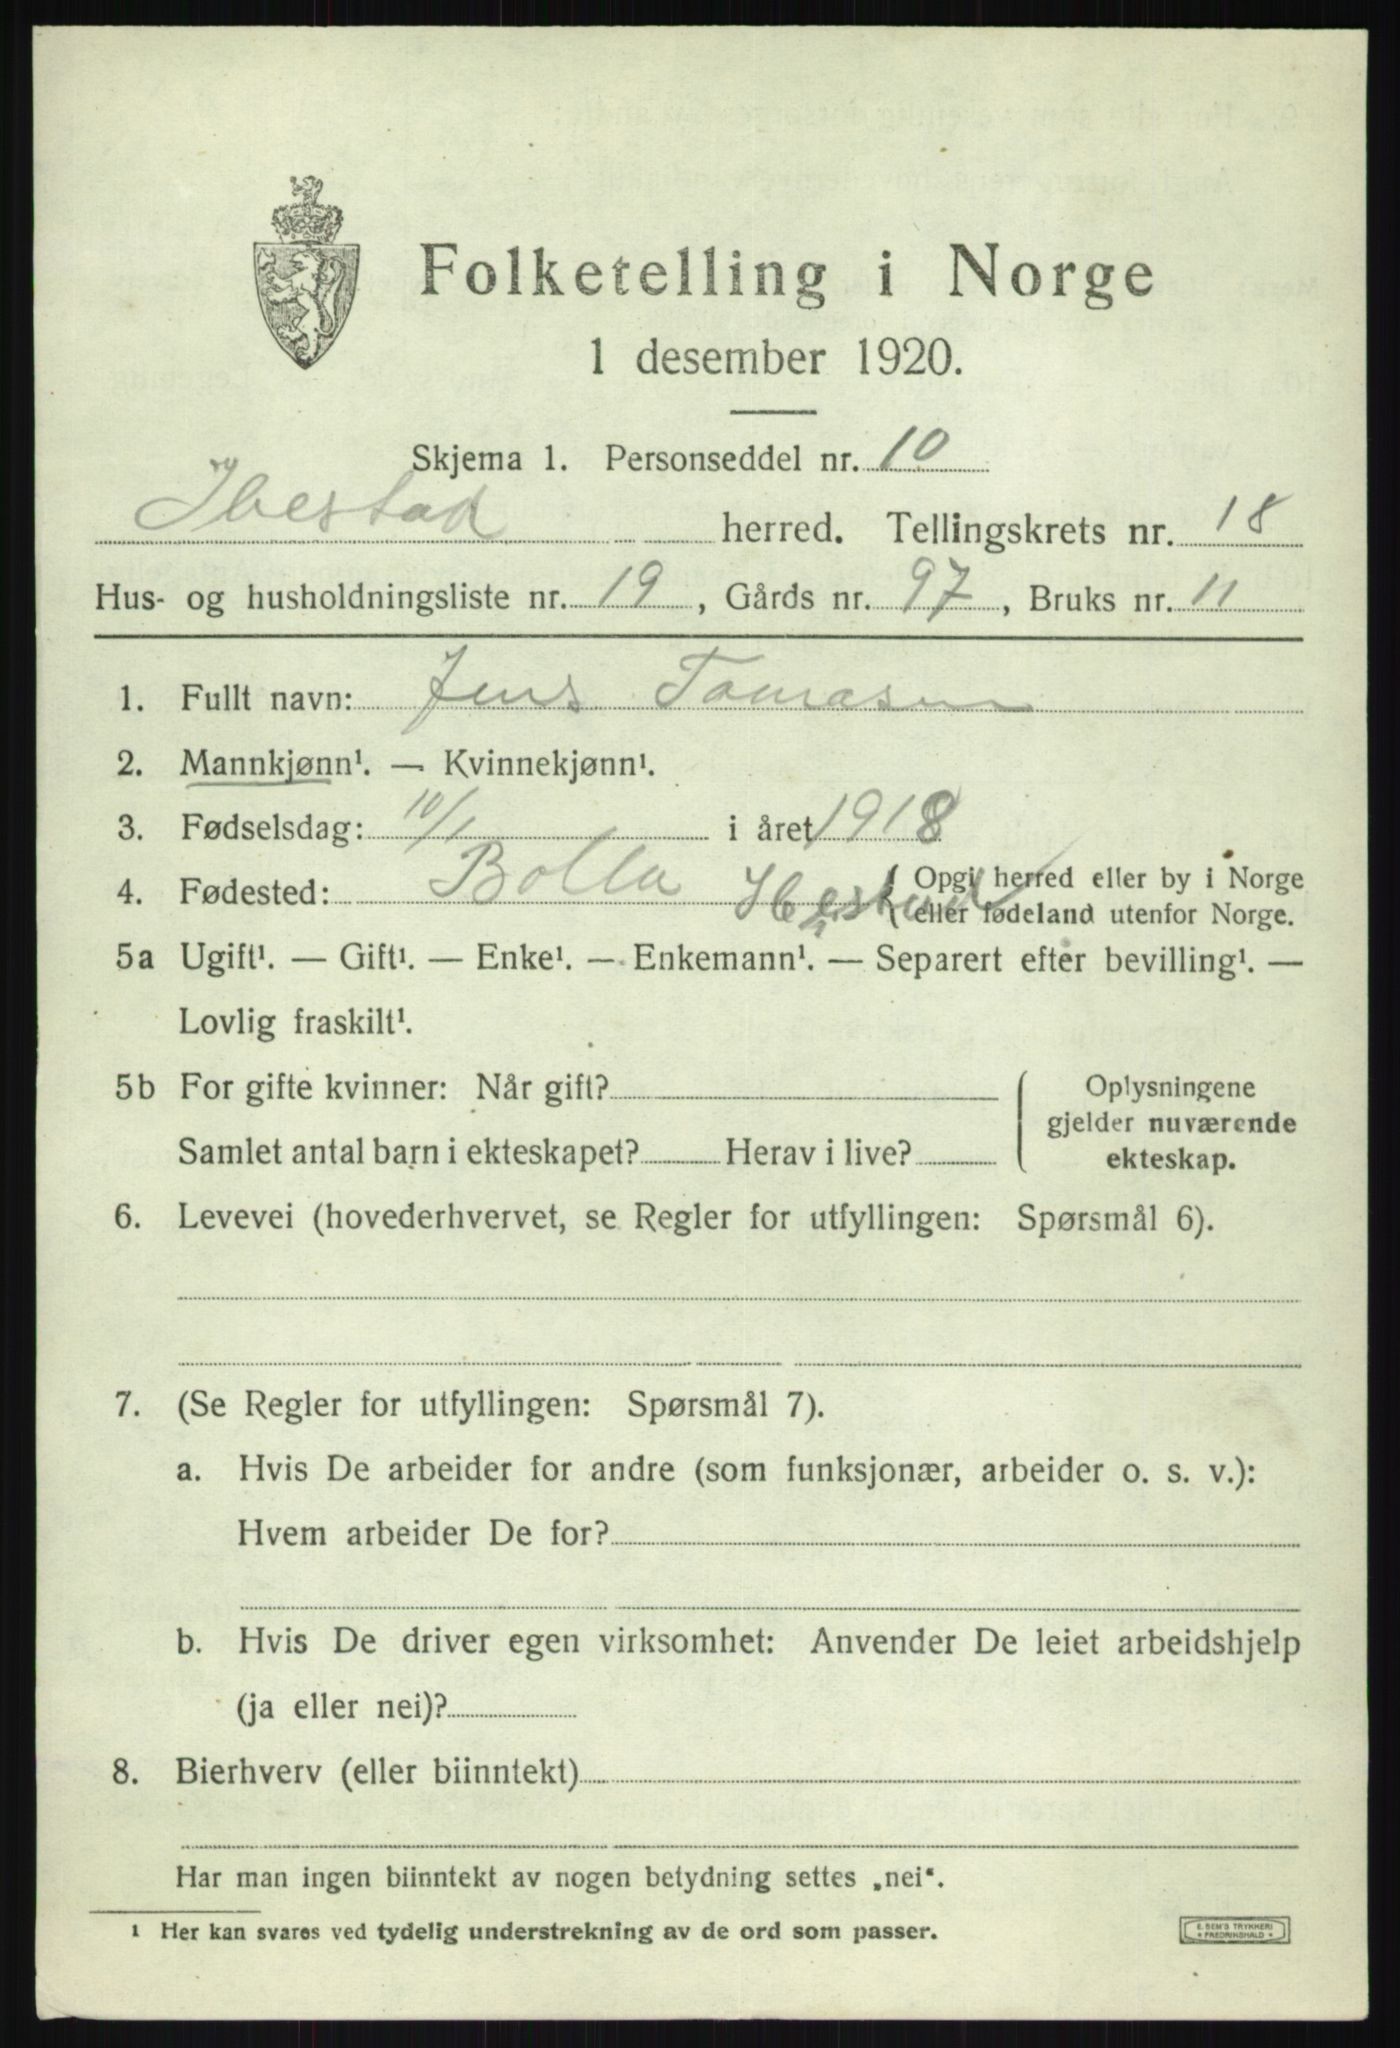 Folketelling i Norge
1 desember 1920.
Skjema 1. Personseddel nr. 10
Ibestad herred. Tellingskrets nr. 18
Hus- og husholdningsliste nr. 19, Gårds nr. 97, Bruks nr. 11
1. Fullt navn: Jens Tomasen
2. Mannkjønn¹. — Kvinnekjønn¹.
3. Fødselsdag: 10/1 i året 1918
4. Fødested: Bolla Ibestad (Opgi herred eller by i Norge
eller fødeland utenfor Norge.
5a Ugift¹. — Gift¹. — Enke¹. — Enkemann¹. — Separert efter bevilling¹. —
Lovlig fraskilt¹.
5b For gifte kvinner: Når gift? Oplysningene
gjelder nuværende
Samlet antal barn i ekteskapet? Herav i live? ekteskap.
6. Levevei (hovederhvervet, se Regler for utfyllingen: Spørsmål 6).
7. (Se Regler for utfyllingen: Spørsmål 7).
a. Hvis De arbeider for andre (som funksjonær, arbeider o. s. v.):
Hvem arbeider De for?
b. Hvis De driver egen virksomhet: Anvender De leiet arbeidshjelp
(ja eller nei)?
8. Bierhverv (eller biinntekt)
Har man ingen biinntekt av nogen betydning settes „nei".
¹ Her kan svares ved tydelig understrekning av de ord som passer.
E. SEM'S TRYKKERI
FREDRIKSHALD